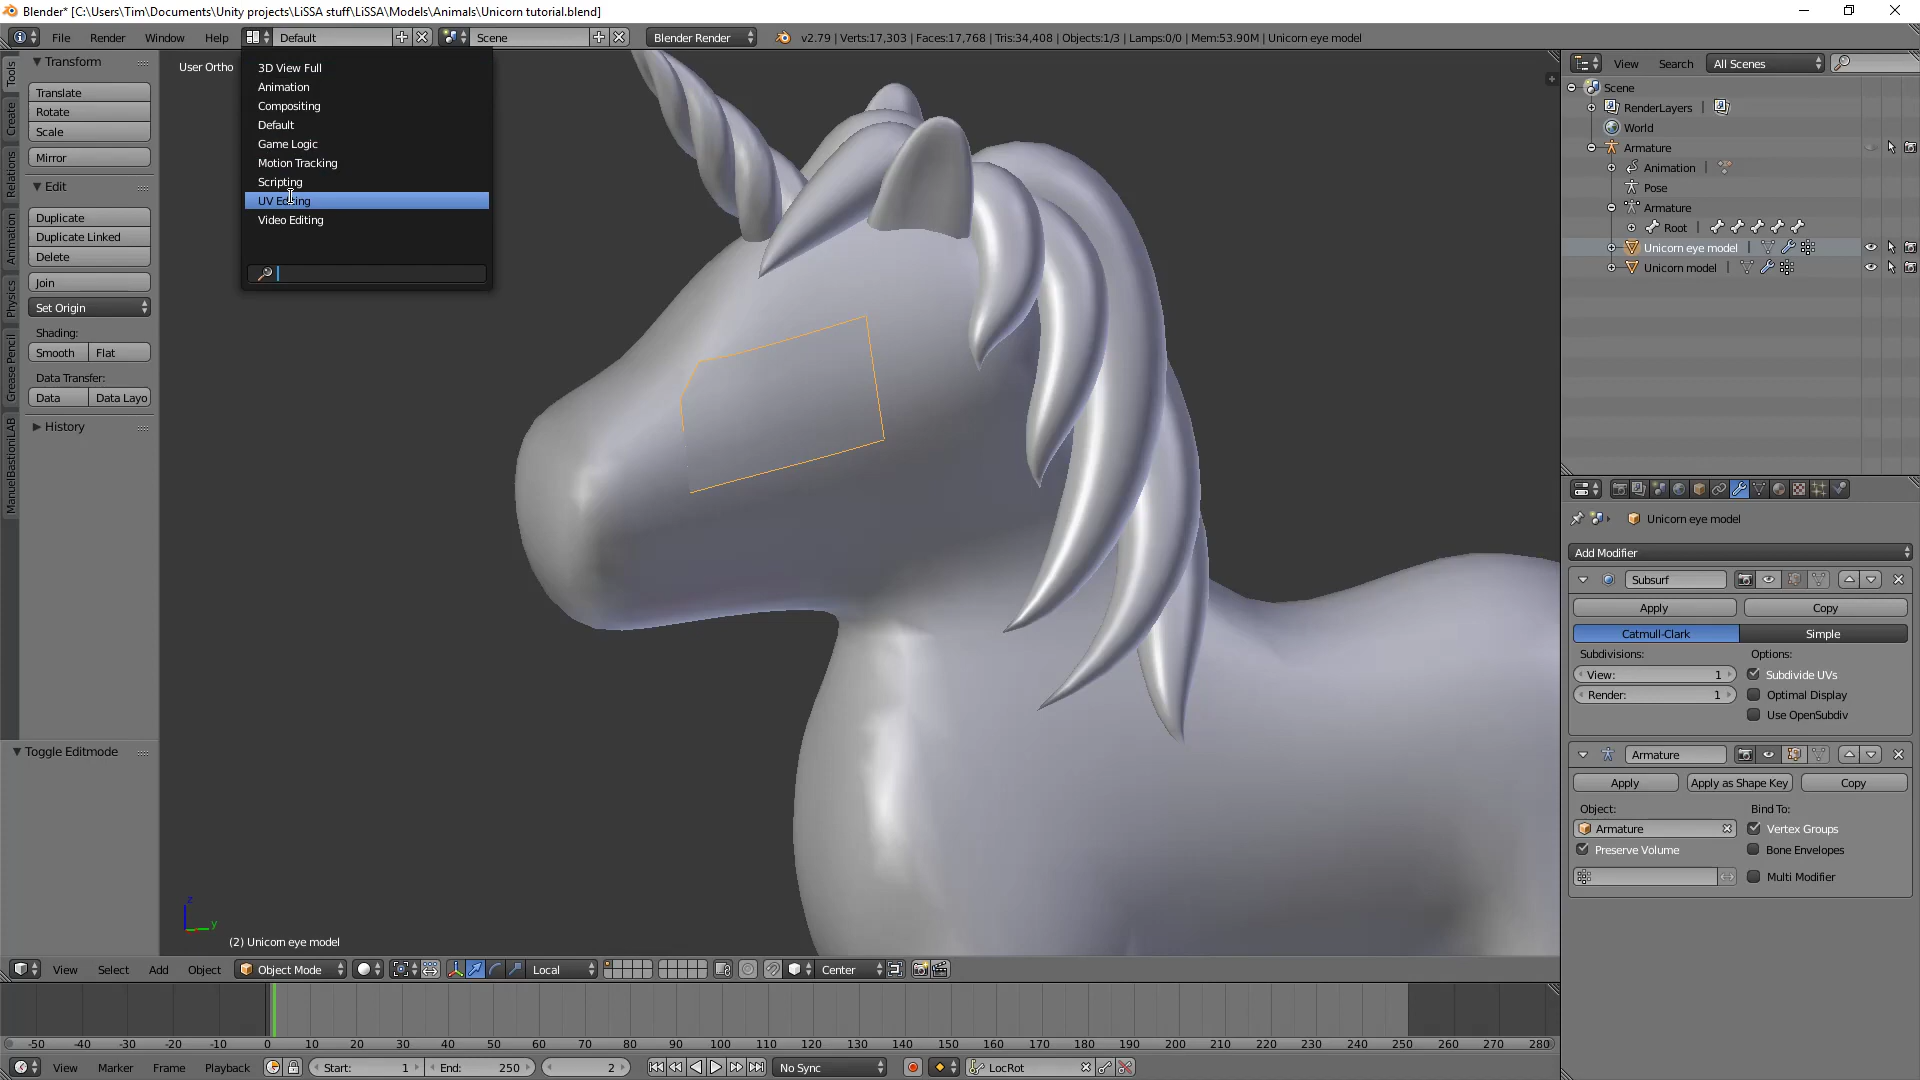 Blender* [C:\Users\Tim\Documents\Unity projects\LiSSA stuff\LiSSA\Models\Animals\Unicorn tutorial.blend]
File Render Window Help Default Scene Blender Render v2.79 | Verts:17,303 | Faces:17,768 | Tris:34,408 | Objects:1/3 | Lamps:0/0 | Mem:53.90M | Unicorn eye model
Tools
Create
Relations
Animation
Physics
Grease Pencil
ManuelBastioniLAB
Transform
Translate
Rotate
Scale
Mirror
Edit
Duplicate
Duplicate Linked
Delete
Join
Set Origin
Shading:
Smooth Flat
Data Transfer:
Data Data Layo
History
Toggle Editmode
User Ortho
3D View Full
Animation
Compositing
Default
Game Logic
Motion Tracking
Scripting
UV Editing
Video Editing
z
y
(2) Unicorn eye model
View Select Add Object Object Mode Local Center
-50 -40 -30 -20 -10 0 10 20 30 40 50 60 70 80 90 100 110 120 130 140 150 160 170 180 190 200 210 220 230 240 250 260 270 280
View Marker Frame Playback Start: 1 End: 250 2 No Sync LocRot
View Search All Scenes
Scene
RenderLayers |
World
Armature
Animation |
Pose
Armature
Root |
Unicorn eye model |
Unicorn model |
Unicorn eye model
Add Modifier
Subsurf
Apply Copy
Catmull-Clark Simple
Subdivisions: Options:
View: 1 Subdivide UVs
Render: 1 Optimal Display
Use OpenSubdiv
Armature
Apply Apply as Shape Key Copy
Object: Bind To:
Armature Vertex Groups
Preserve Volume Bone Envelopes
Multi Modifier